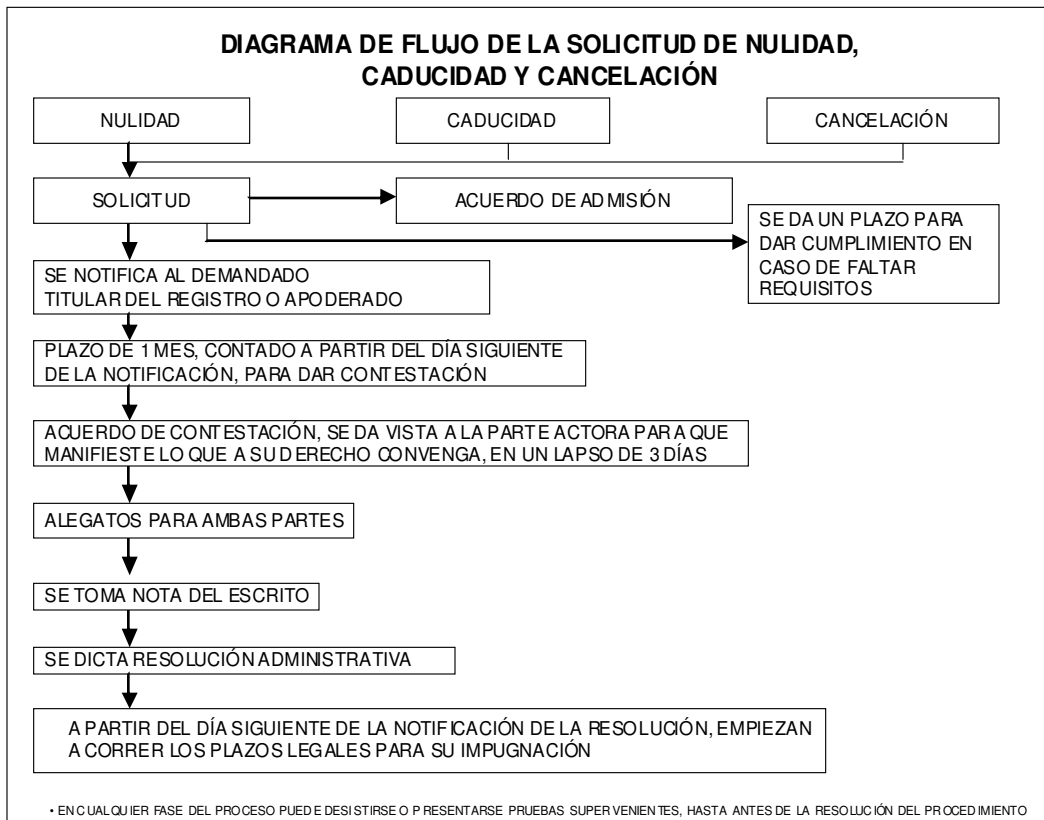 DIAGRAMA DE FLUJO DE LA SOLICITUD DE NULIDAD,
CADUCIDAD Y CANCELACIÓN
NULIDAD
CADUCIDAD
CANCELACIÓN
SOLICITUD
ACUERDO DE ADMISIÓN
SE DA UN PLAZO PARA
DAR CUMPLIMIENTO EN
CASO DE FALTAR
REQUISITOS
SE NOTIFICA AL DEMANDADO
TITULAR DEL REGISTRO O APODERADO
PLAZO DE 1 MES, CONTADO A PARTIR DEL DÍA SIGUIENTE
DE LA NOTIFICACIÓN, PARA DAR CONTESTACIÓN
ACUERDO DE CONTESTACIÓN, SE DA VISTA A LA PARTE ACTORA PARA QUE
MANIFIESTE LO QUE A SU DERECHO CONVENGA, EN UN LAPSO DE 3 DÍAS
ALEGATOS PARA AMBAS PARTES
SE TOMA NOTA DEL ESCRITO
SE DICTA RESOLUCIÓN ADMINISTRATIVA
A PARTIR DEL DÍA SIGUIENTE DE LA NOTIFICACIÓN DE LA RESOLUCIÓN, EMPIEZAN
A CORRER LOS PLAZOS LEGALES PARA SU IMPUGNACIÓN
• EN CUALQUIER FASE DEL PROCESO PUEDE DESISTIRSE O PRESENTARSE PRUEBAS SUPERVENIENTES, HASTA ANTES DE LA RESOLUCIÓN DEL PROCEDIMIENTO